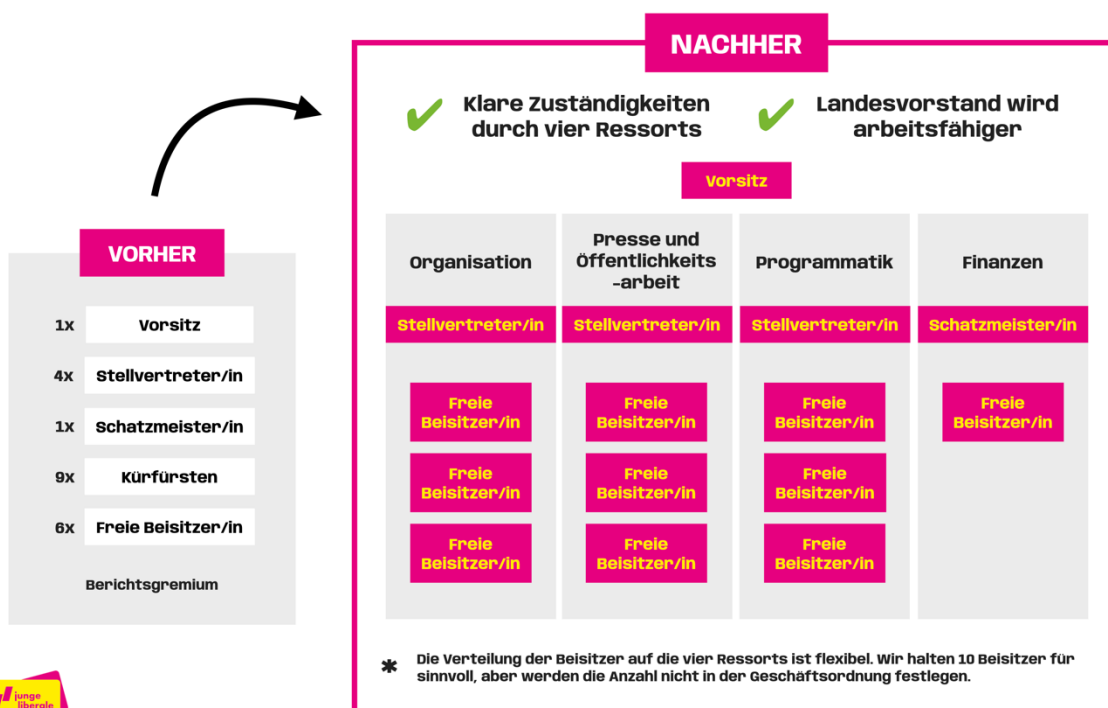 NACHHER
Klare Zuständigkeiten
durch vier Ressorts
Landesvorstand wird
arbeitsfähiger
Vorsitz
VORHER
1x Vorsitz
4x Stellvertreter/in
1x Schatzmeister/in
9x Kürfürsten
6x Freie Beisitzer/in
Berichtsgremium
Organisation
Stellvertreter/in
Freie
Beisitzer/in
Freie
Beisitzer/in
Freie
Beisitzer/in
Presse und
Öffentlichkeits
-arbeit
Stellvertreter/in
Freie
Beisitzer/in
Freie
Beisitzer/in
Freie
Beisitzer/in
Programmatik
Stellvertreter/in
Freie
Beisitzer/in
Freie
Beisitzer/in
Freie
Beisitzer/in
Finanzen
Schatzmeister/in
Freie
Beisitzer/in
* Die Verteilung der Beisitzer auf die vier Ressorts ist flexibel. Wir halten 10 Beisitzer für
sinnvoll, aber werden die Anzahl nicht in der Geschäftsordnung festlegen.
junge
liberale